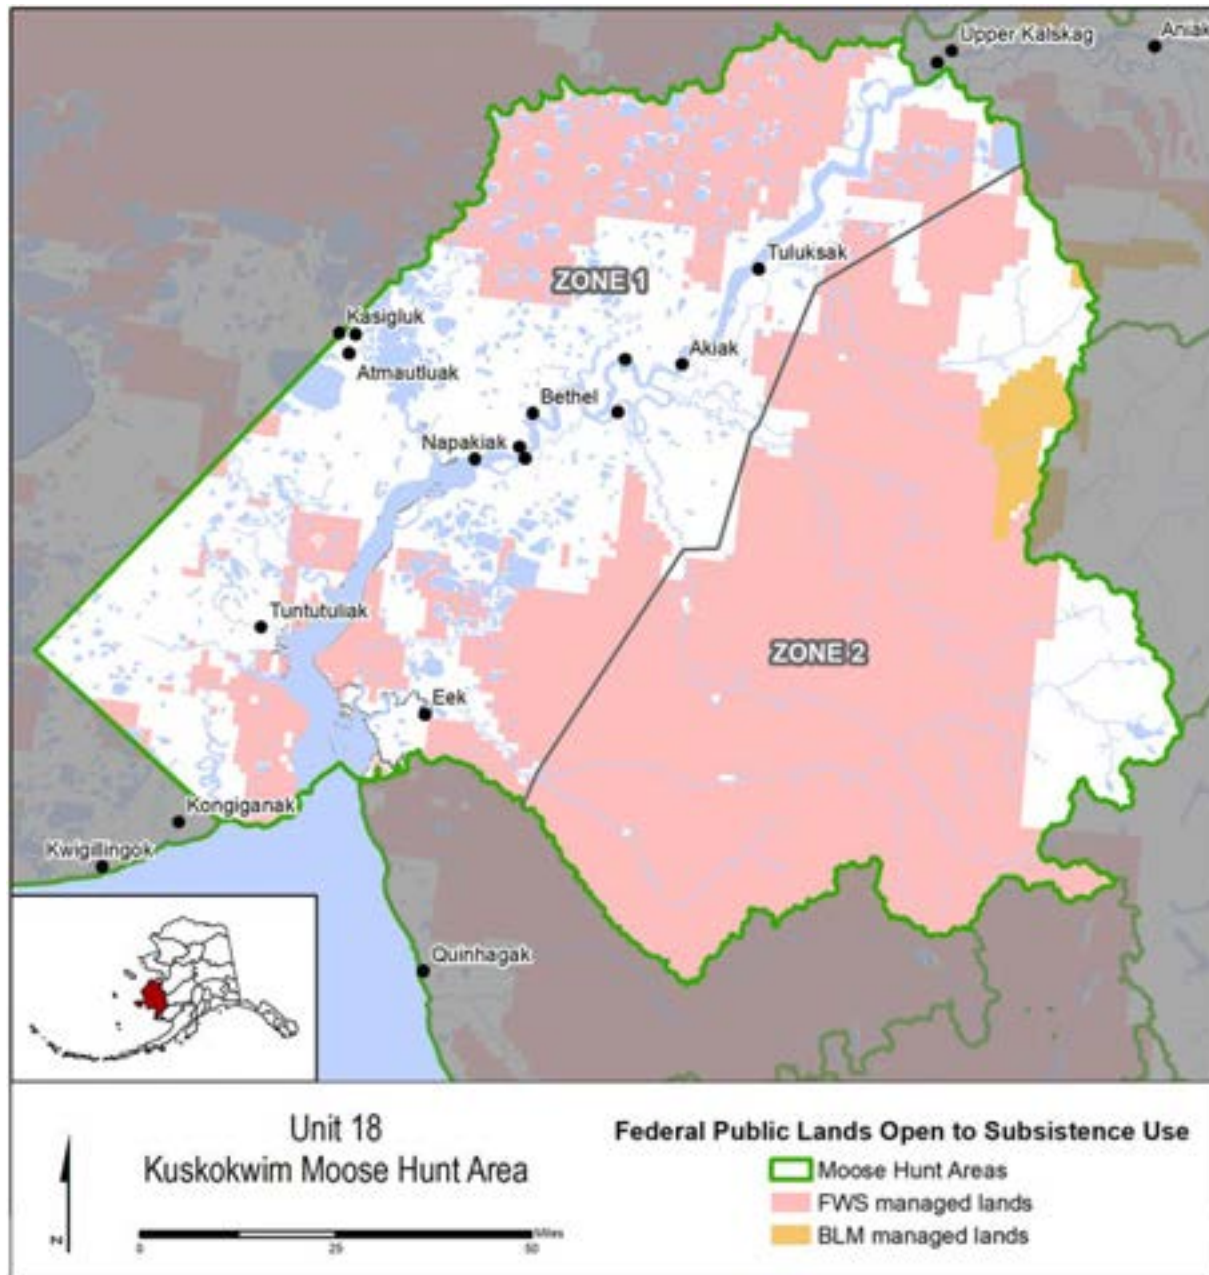 Upper Kalskag
Aniak
ZONE 1
Tuluksak
Kasigluk
Atmautluak
Akiak
Bethel
Napakiak
Tuntutuliak
ZONE 2
Eek
Kongiganak
Kwigillingok
Quinhagak
Unit 18
Kuskokwim Moose Hunt Area
N
Miles
0 25 50
Federal Public Lands Open to Subsistence Use
Moose Hunt Areas
FWS managed lands
BLM managed lands